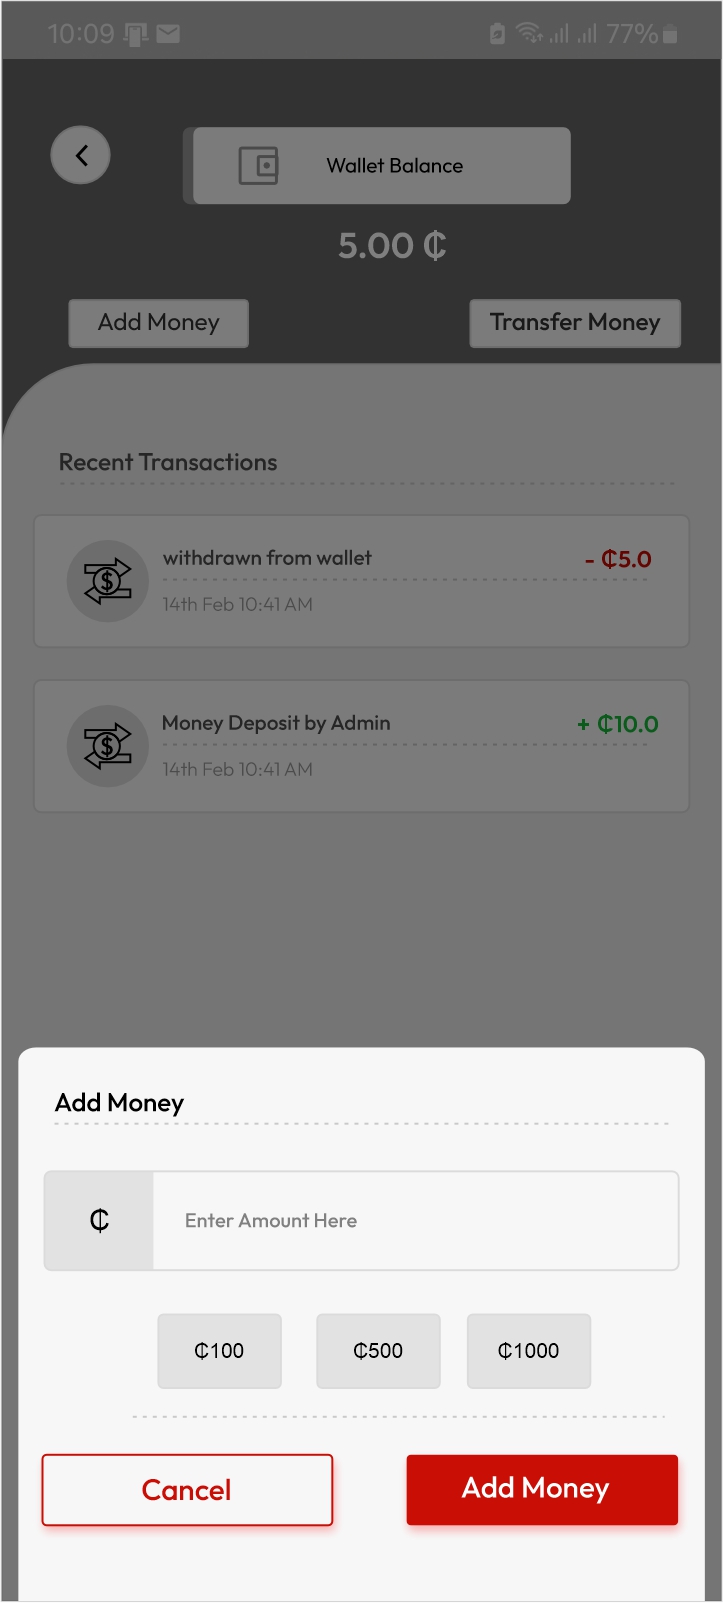 10:09 77%
Wallet Balance
5.00 ₵
Add Money Transfer Money
Recent Transactions
withdrawn from wallet - ₵5.0
14th Feb 10:41 AM
Money Deposit by Admin + ₵10.0
14th Feb 10:41 AM
Add Money
₵ Enter Amount Here
₵100 ₵500 ₵1000
Cancel Add Money